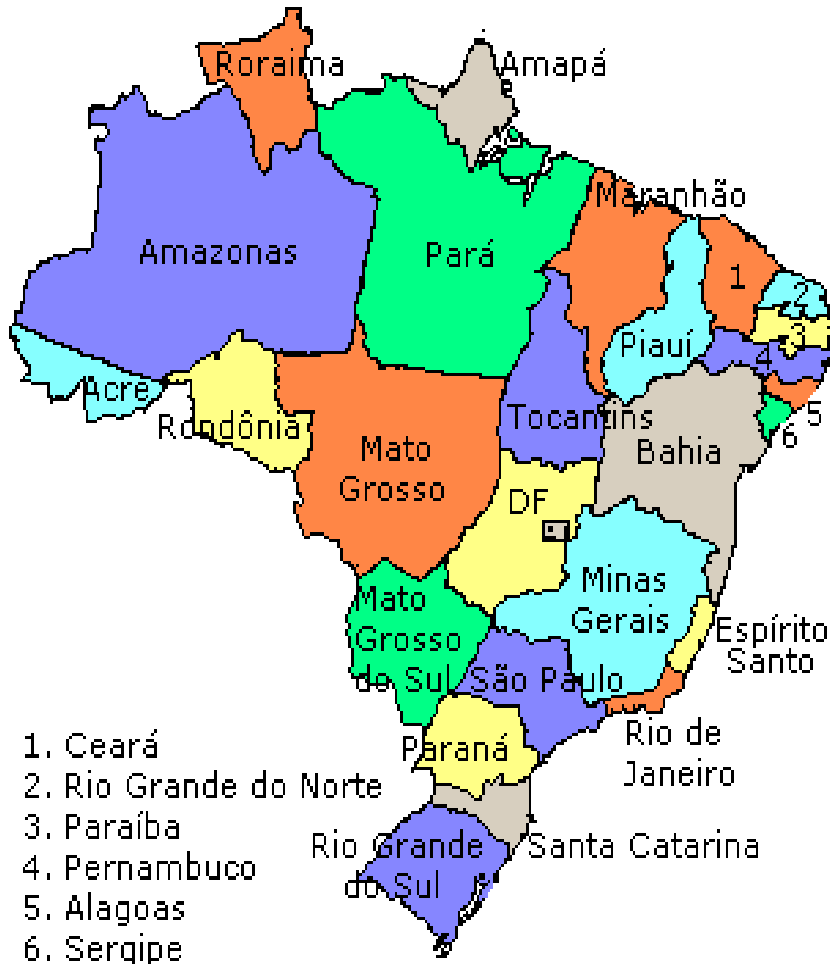 Roraima
Amapá
Maranhão
Amazonas
Pará
1
2
3
Piauí
4
Acre
Tocantins
5
Rondônia
6
Bahia
Mato
Grosso
DF
Minas
Gerais
Mato
Grosso
do Sul
Espírito
Santo
São Paulo
Rio de
Janeiro
Paraná
Rio Grande
do Sul
Santa Catarina
1. Ceará
2. Rio Grande do Norte
3. Paraíba
4. Pernambuco
5. Alagoas
6. Sergipe